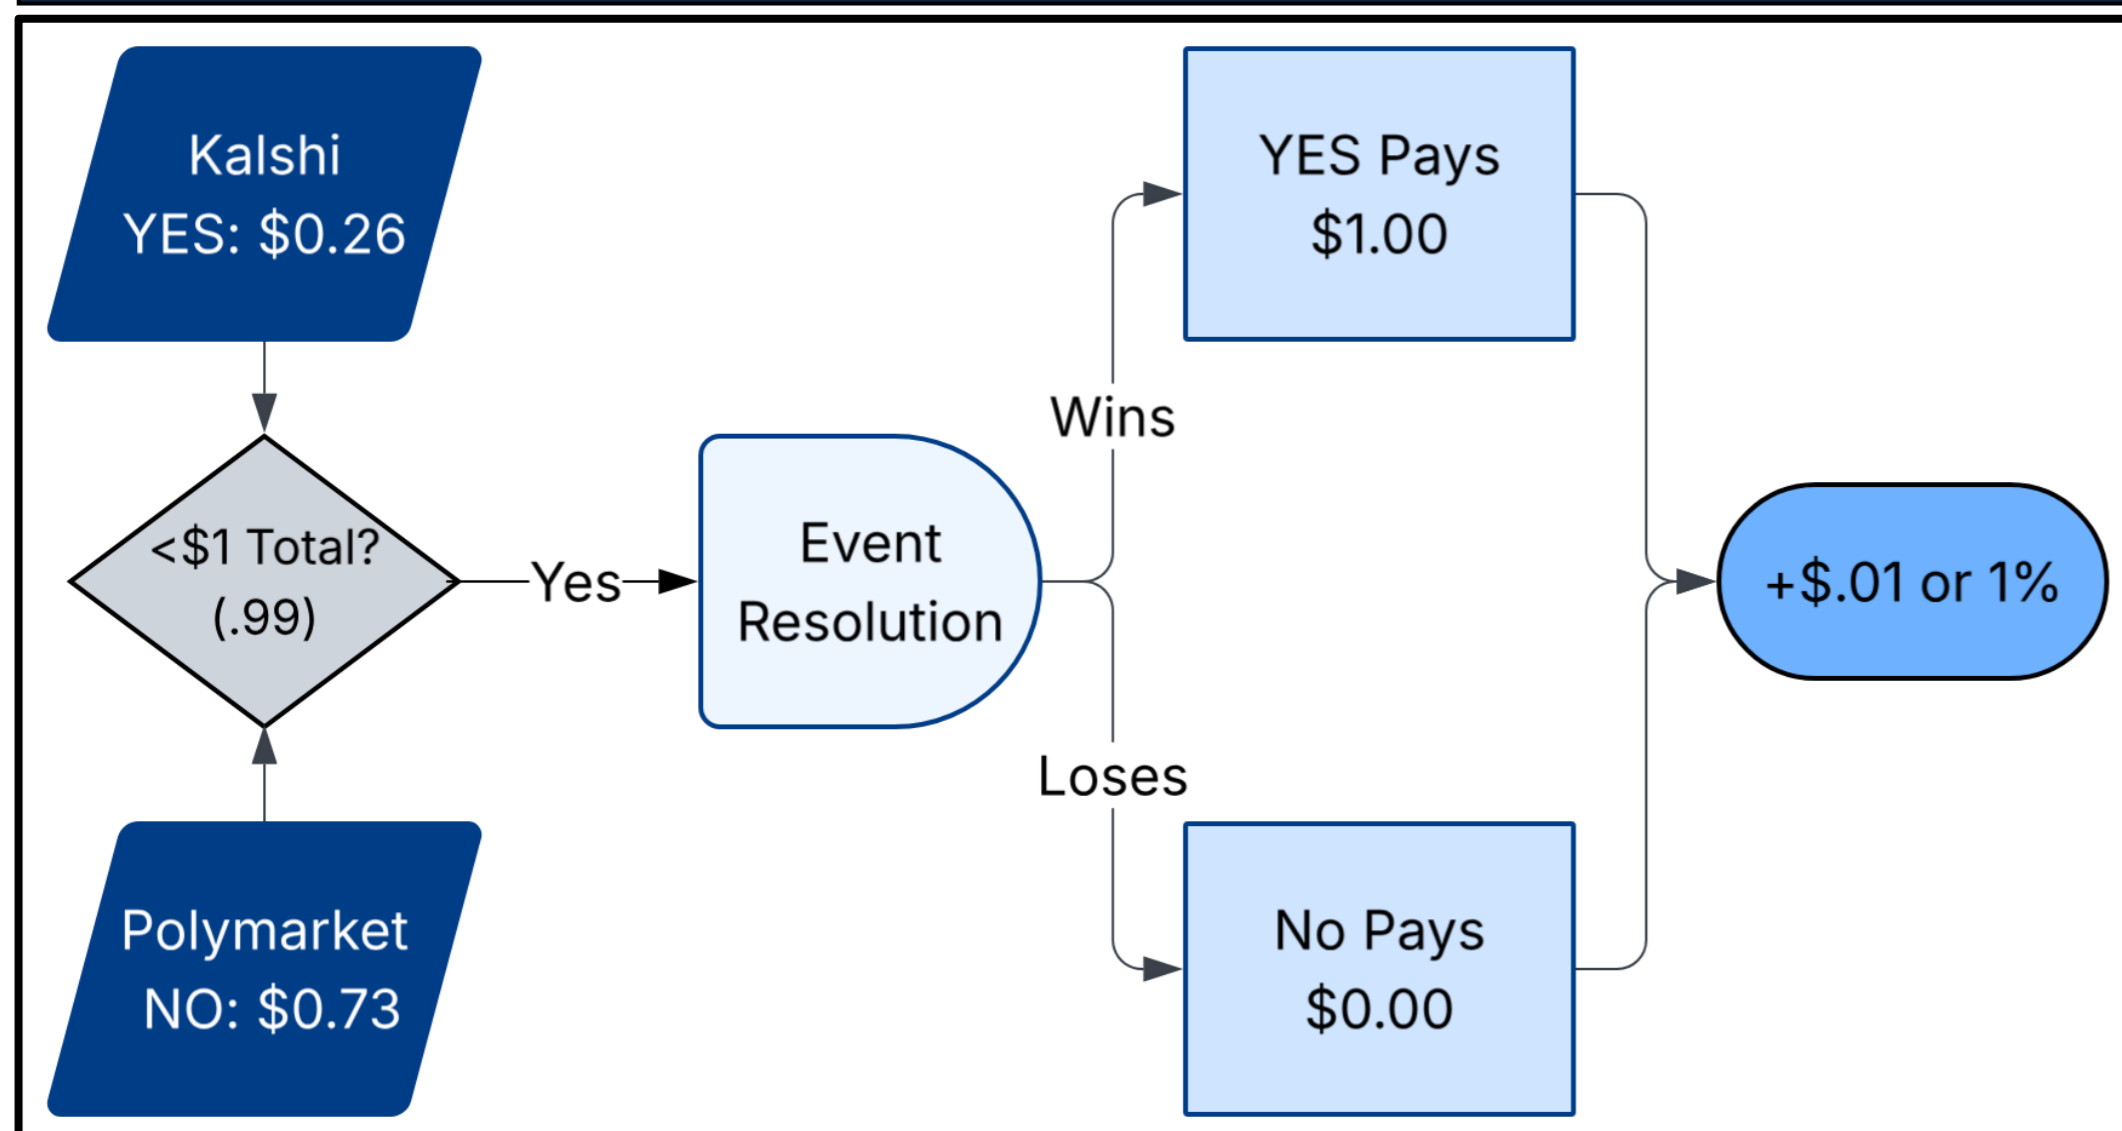 Kalshi
YES: $0.26
<$1 Total?
(.99)
Polymarket
NO: $0.73
Yes
Event
Resolution
Wins
Loses
YES Pays
$1.00
No Pays
$0.00
+$.01 or 1%